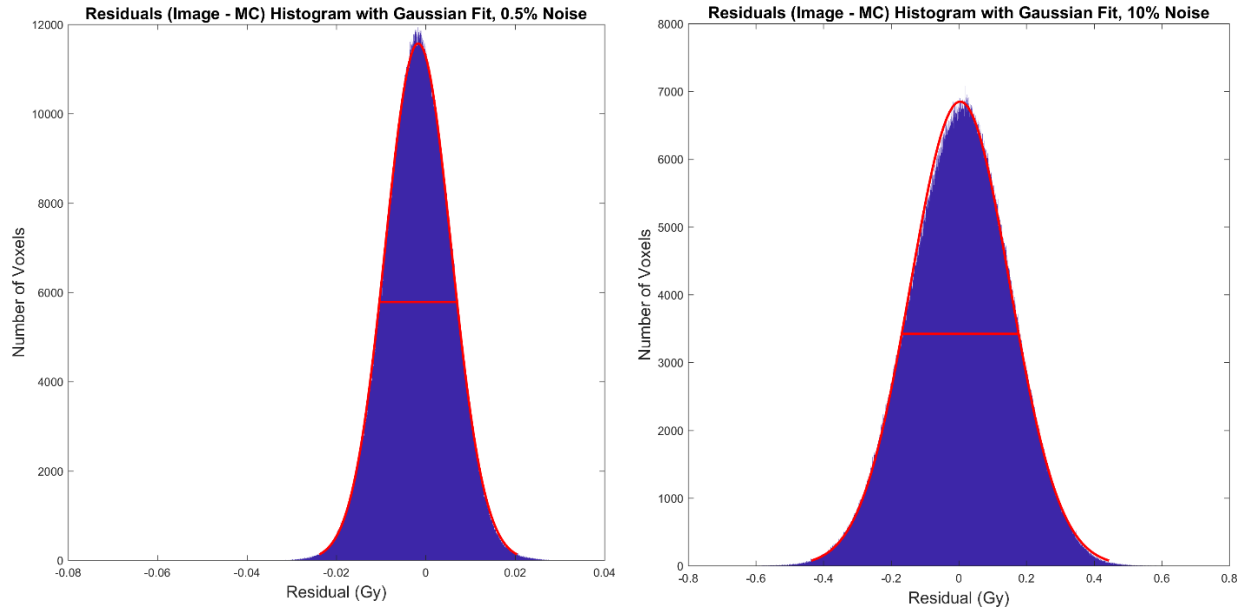 Residuals (Image - MC) Histogram with Gaussian Fit, 0.5% Noise
12000
10000
8000
6000
4000
2000
0
Number of Voxels
-0.08 -0.06 -0.04 -0.02 0 0.02 0.04
Residual (Gy)
Residuals (Image - MC) Histogram with Gaussian Fit, 10% Noise
8000
7000
6000
5000
4000
3000
2000
1000
0
Number of Voxels
-0.8 -0.6 -0.4 -0.2 0 0.2 0.4 0.6 0.8
Residual (Gy)